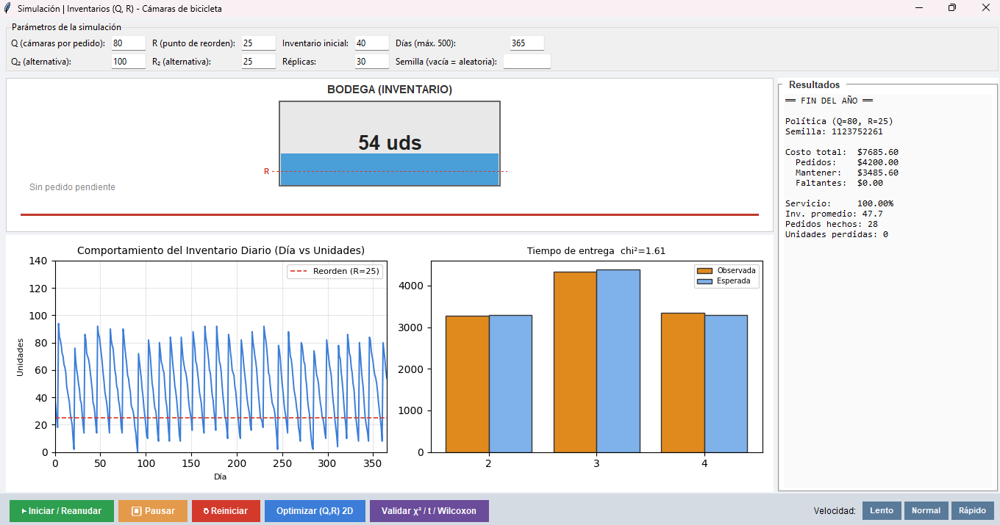 Simulación | Inventarios (Q, R) - Cámaras de bicicleta
Parámetros de la simulación
Q (cámaras por pedido): 80 R (punto de reorden): 25 Inventario inicial: 40 Días (máx. 500): 365
Q₂ (alternativa): 100 R₂ (alternativa): 25 Réplicas: 30 Semilla (vacía = aleatoria):
BODEGA (INVENTARIO)
54 uds
R
Sin pedido pendiente
Comportamiento del Inventario Diario (Día vs Unidades)
Reorden (R=25)
140
120
100
80
60
40
20
0
Unidades
0 50 100 150 200 250 300 350
Día
Tiempo de entrega chi²=1.61
Observada
Esperada
4000
3000
2000
1000
0
2 3 4
Resultados
══ FIN DEL AÑO ══
Política (Q=80, R=25)
Semilla: 1123752261
Costo total: $7685.60
Pedidos: $4200.00
Mantener: $3485.60
Faltantes: $0.00
Servicio: 100.00%
Inv. promedio: 47.7
Pedidos hechos: 28
Unidades perdidas: 0
Iniciar / Reanudar Pausar Reiniciar Optimizar (Q,R) 2D Validar χ² / t / Wilcoxon Velocidad: Lento Normal Rápido